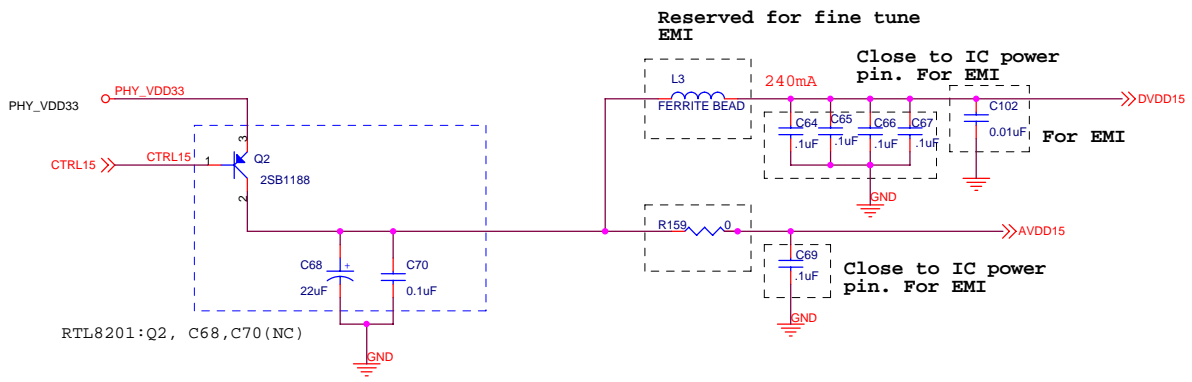 Reserved for fine tune
EMI
L3
FERRITE BEAD
240mA
Close to IC power
pin. For EMI
C64
.1uF
C65
.1uF
C66
.1uF
C67
.1uF
C102
0.01uF
DVDD15
For EMI
GND
PHY_VDD33
PHY_VDD33
CTRL15
CTRL15
1
3
2
Q2
2SB1188
R159
0
AVDD15
C69
.1uF
Close to IC power
pin. For EMI
GND
C68
+
22uF
C70
0.1uF
RTL8201:Q2, C68,C70(NC)
GND